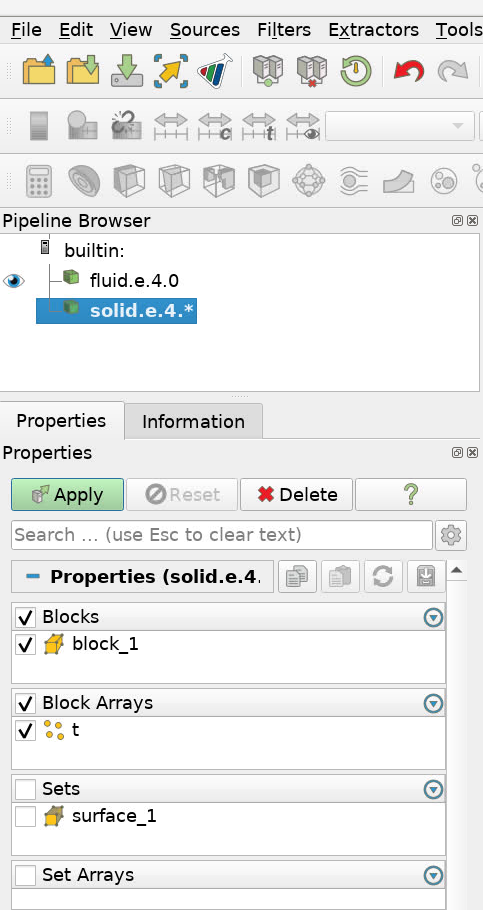 File Edit View Sources Filters Extractors Tools
Pipeline Browser
builtin:
fluid.e.4.0
solid.e.4.*
Properties Information
Properties
Apply Reset Delete ?
Search ... (use Esc to clear text)
Properties (solid.e.4.
Blocks
block_1
Block Arrays
t
Sets
surface_1
Set Arrays